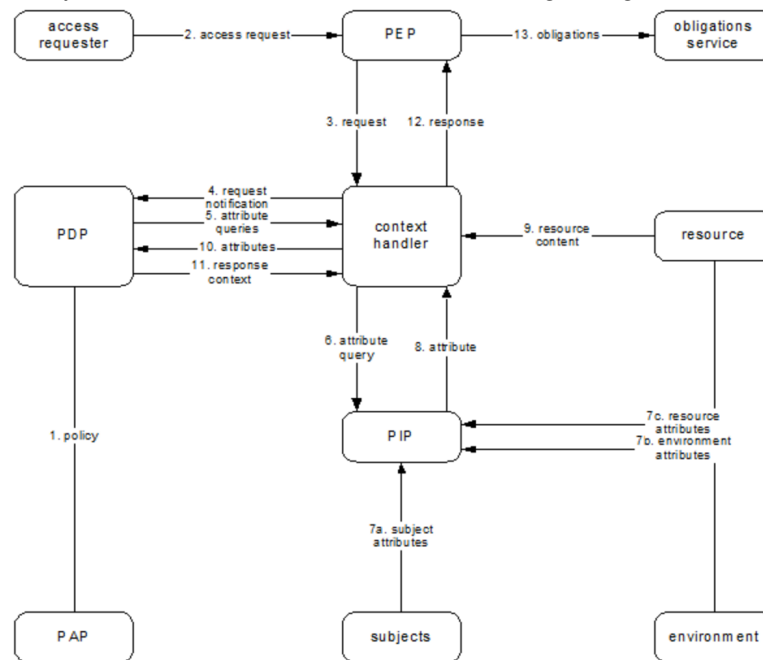 access
requester
2. access request
PEP
13. obligations
obligations
service
3. request
12. response
4. request
notification
5. attribute
queries
10. attributes
11. response
context
PDP
context
handler
9. resource
content
resource
6. attribute
query
8. attribute
1. policy
PIP
7c. resource
attributes
7b. environment
attributes
7a. subject
attributes
PAP
subjects
environment